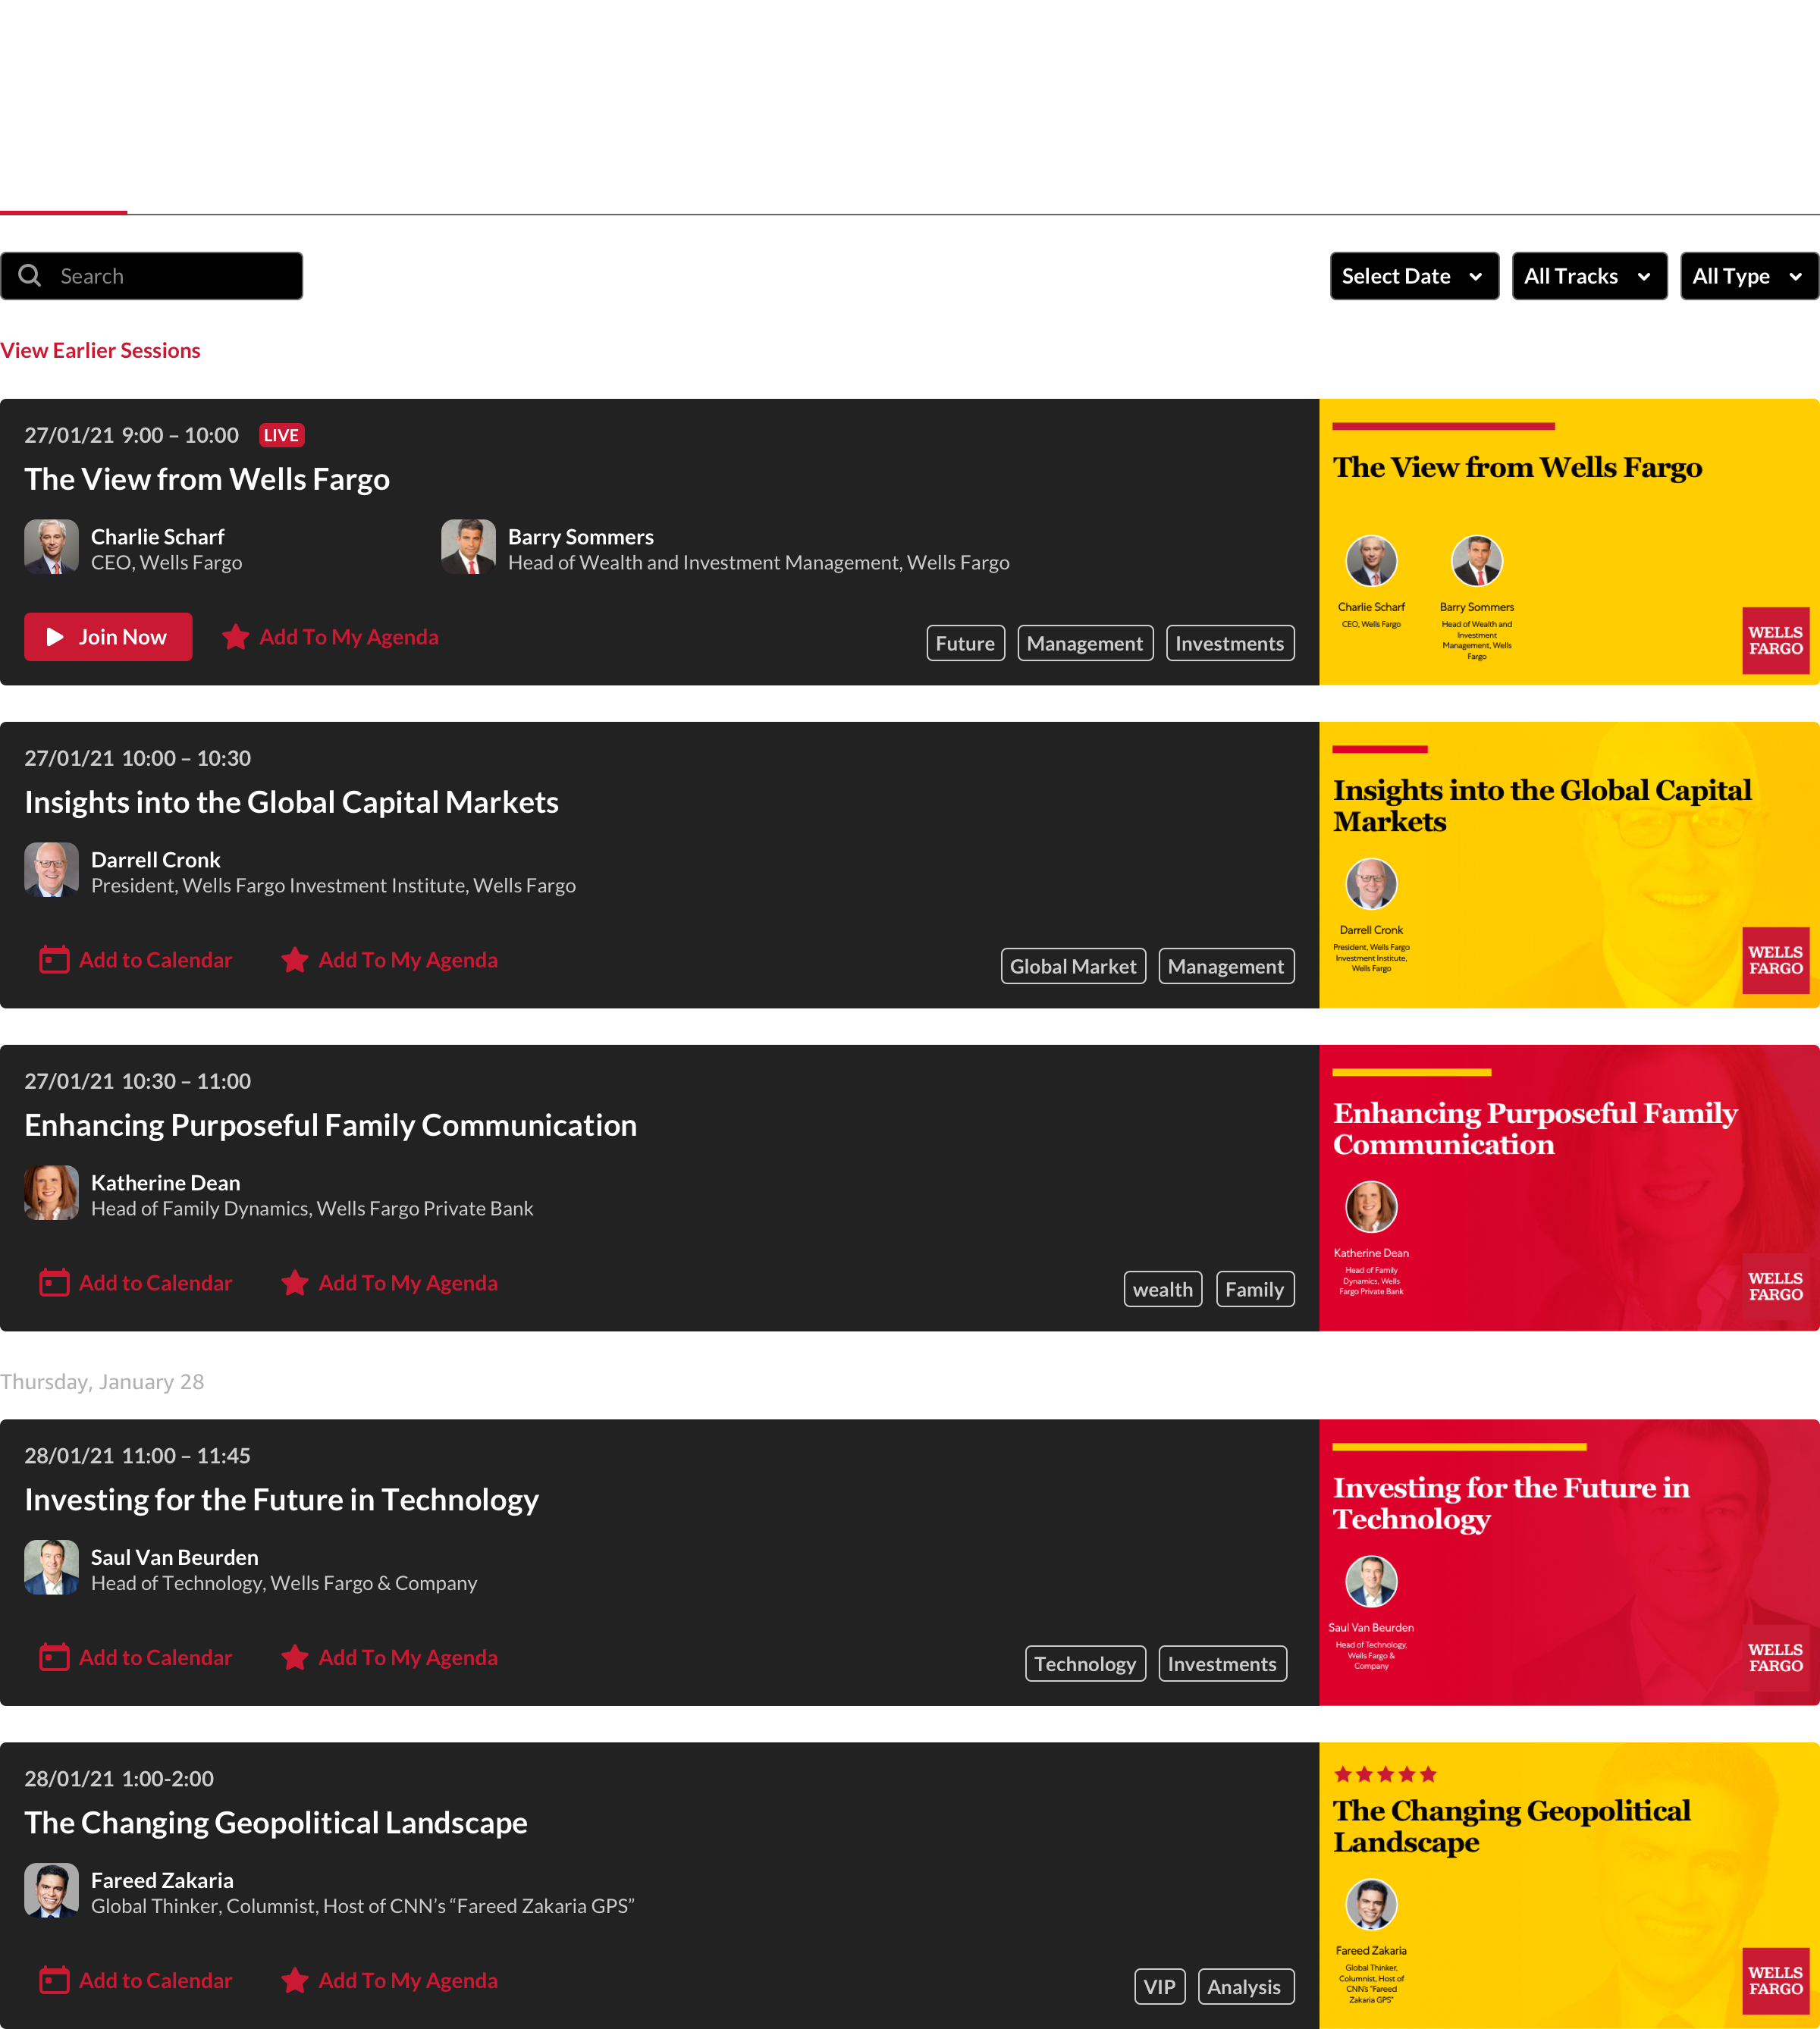 Search
Select Date
All Tracks
All Type
View Earlier Sessions
27/01/21 9:00 – 10:00 LIVE
The View from Wells Fargo
Charlie Scharf
CEO, Wells Fargo
Barry Sommers
Head of Wealth and Investment Management, Wells Fargo
Join Now
Add To My Agenda
Future
Management
Investments
The View from Wells Fargo
Charlie Scharf
CEO, Wells Fargo
Barry Sommers
Head of Wealth and
Investment
Management, Wells
Fargo
WELLS
FARGO
27/01/21 10:00 – 10:30
Insights into the Global Capital Markets
Darrell Cronk
President, Wells Fargo Investment Institute, Wells Fargo
Add to Calendar
Add To My Agenda
Global Market
Management
Insights into the Global Capital
Markets
Darrell Cronk
President, Wells Fargo
Investment Institute,
Wells Fargo
WELLS
FARGO
27/01/21 10:30 – 11:00
Enhancing Purposeful Family Communication
Katherine Dean
Head of Family Dynamics, Wells Fargo Private Bank
Add to Calendar
Add To My Agenda
wealth
Family
Enhancing Purposeful Family
Communication
Katherine Dean
Head of Family
Dynamics, Wells
Fargo Private Bank
WELLS
FARGO
Thursday, January 28
28/01/21 11:00 – 11:45
Investing for the Future in Technology
Saul Van Beurden
Head of Technology, Wells Fargo & Company
Add to Calendar
Add To My Agenda
Technology
Investments
Investing for the Future in
Technology
Saul Van Beurden
Head of Technology,
Wells Fargo &
Company
WELLS
FARGO
28/01/21 1:00-2:00
The Changing Geopolitical Landscape
Fareed Zakaria
Global Thinker, Columnist, Host of CNN’s “Fareed Zakaria GPS”
Add to Calendar
Add To My Agenda
VIP
Analysis
The Changing Geopolitical
Landscape
Fareed Zakaria
Global Thinker,
Columnist, Host of
CNN's "Fareed
Zakaria GPS"
WELLS
FARGO